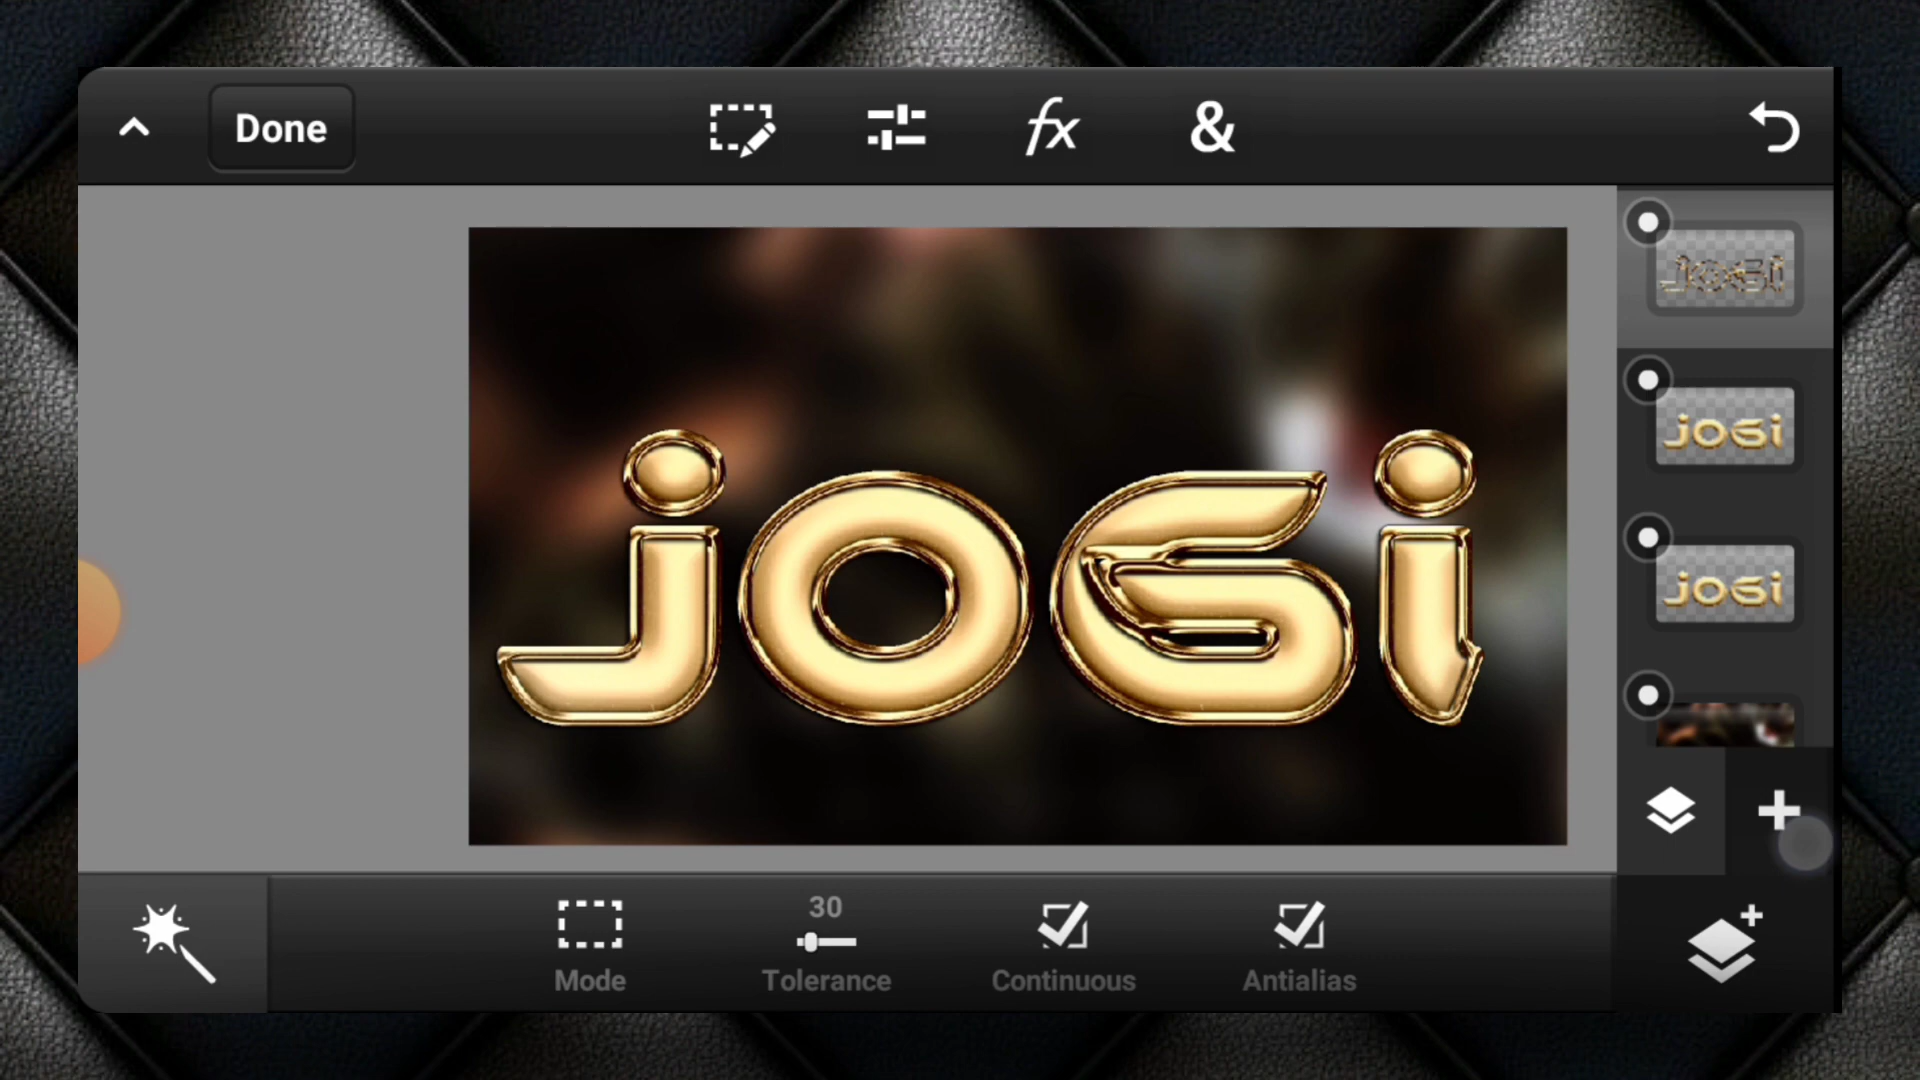 Done
fx
&
jOGi
JOGi
jOGi
jOGi
30
Mode
Tolerance
Continuous
Antialias